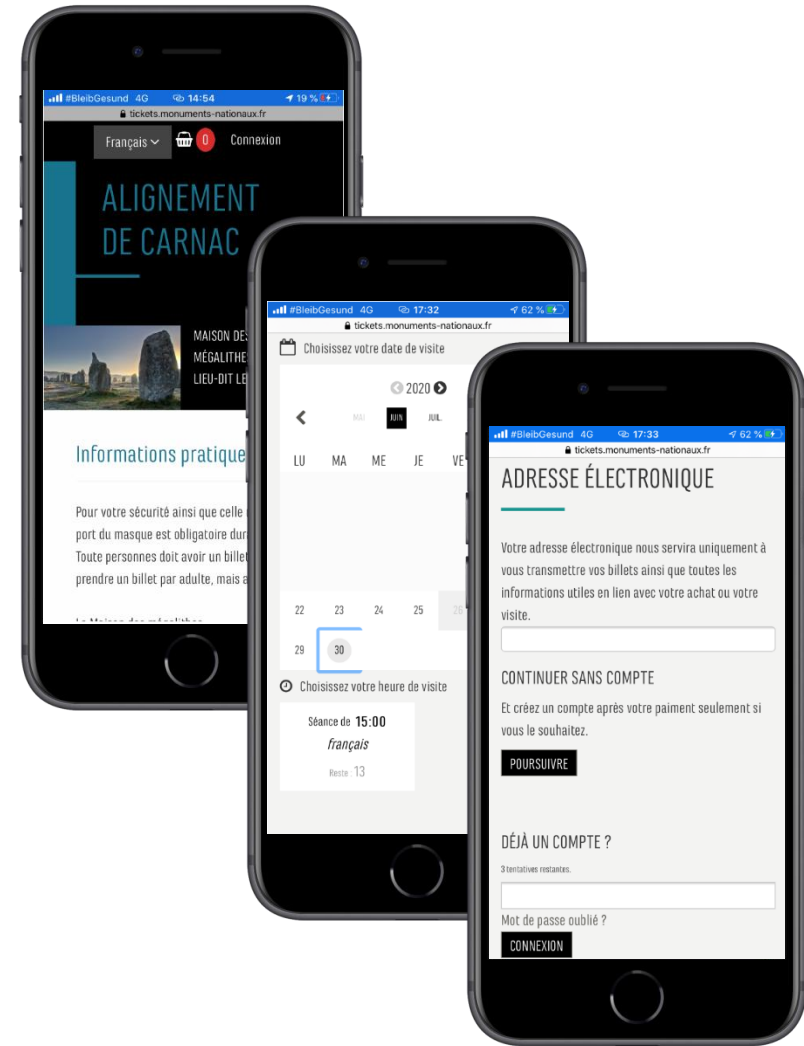 #BleibGesund 4G 14:54 19 %
tickets.monuments-nationaux.fr
Français 0 Connexion
ALIGNEMENT
DE CARNAC
MAISON DES
MÉGALITHE
LIEU-DIT LE
Informations pratique
Pour votre sécurité ainsi que celle
port du masque est obligatoire dur
Toute personnes doit avoir un billet
prendre un billet par adulte, mais a
La Maison des mégalithes
#BleibGesund 4G 17:32 62 %
tickets.monuments-nationaux.fr
Choisissez votre date de visite
2020
MAI JUIN JUIL.
LU MA ME JE VE
22 23 24 25 26
29 30
Choisissez votre heure de visite
Séance de 15:00
français
Reste : 13
#BleibGesund 4G 17:33 62 %
tickets.monuments-nationaux.fr
ADRESSE ÉLECTRONIQUE
Votre adresse électronique nous servira uniquement à
vous transmettre vos billets ainsi que toutes les
informations utiles en lien avec votre achat ou votre
visite.
CONTINUER SANS COMPTE
Et créez un compte après votre paiment seulement si
vous le souhaitez.
POURSUIVRE
DÉJÀ UN COMPTE ?
3 tentatives restantes.
Mot de passe oublié ?
CONNEXION